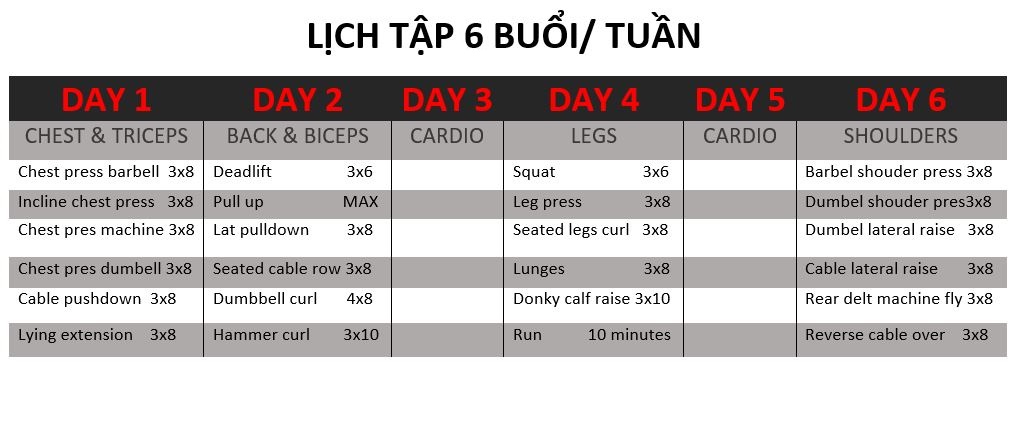 LỊCH TẬP 6 BUỔI/ TUẦN
DAY 1 DAY 2 DAY 3 DAY 4 DAY 5 DAY 6
CHEST & TRICEPS BACK & BICEPS CARDIO LEGS CARDIO SHOULDERS
Chest press barbell 3x8 Deadlift 3x6 Squat 3x6 Barbel shouder press 3x8
Incline chest press 3x8 Pull up MAX Leg press 3x8 Dumbel shouder pres3x8
Chest pres machine 3x8 Lat pulldown 3x8 Seated legs curl 3x8 Dumbel lateral raise 3x8
Chest pres dumbell 3x8 Seated cable row 3x8 Lunges 3x8 Cable lateral raise 3x8
Cable pushdown 3x8 Dumbbell curl 4x8 Donky calf raise 3x10 Rear delt machine fly 3x8
Lying extension 3x8 Hammer curl 3x10 Run 10 minutes Reverse cable over 3x8